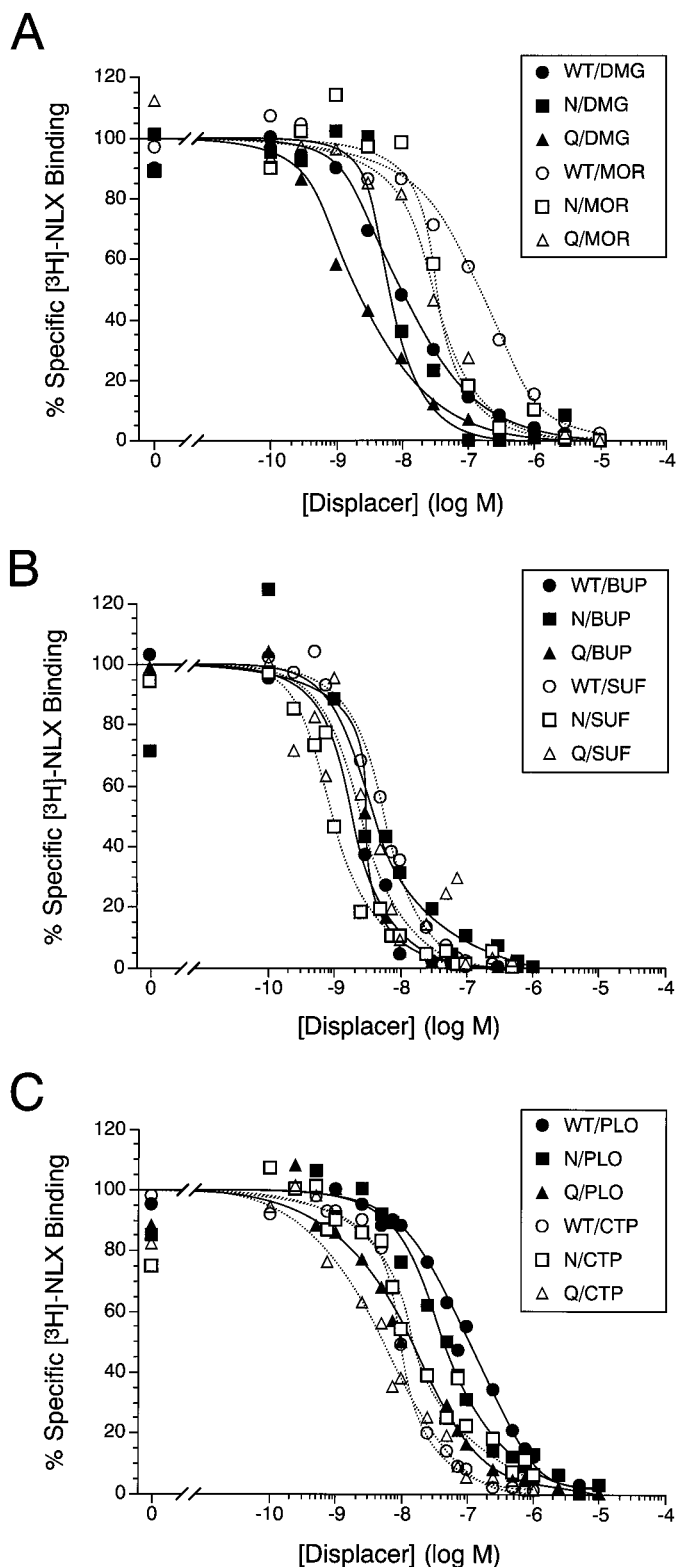 A
% Specific [³H]-NLX Binding
120
100
80
60
40
20
0
0
-10
-9
-8
-7
-6
-5
-4
[Displacer] (log M)
WT/DMG
N/DMG
Q/DMG
WT/MOR
N/MOR
Q/MOR
B
% Specific [³H]-NLX Binding
120
100
80
60
40
20
0
0
-10
-9
-8
-7
-6
-5
-4
[Displacer] (log M)
WT/BUP
N/BUP
Q/BUP
WT/SUF
N/SUF
Q/SUF
C
% Specific [³H]-NLX Binding
120
100
80
60
40
20
0
0
-10
-9
-8
-7
-6
-5
-4
[Displacer] (log M)
WT/PLO
N/PLO
Q/PLO
WT/CTP
N/CTP
Q/CTP